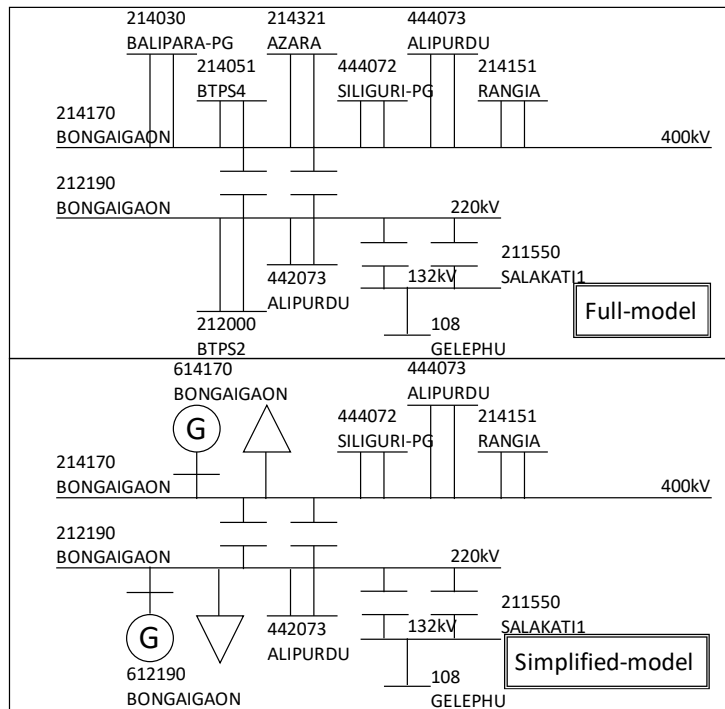 214030
BALIPARA-PG
214321
AZARA
444073
ALIPURDU
214051
BTPS4
444072
SILIGURI-PG
214151
RANGIA
214170
BONGAIGAON
400kV
212190
BONGAIGAON
220kV
211550
SALAKATI1
442073
ALIPURDU
132kV
212000
BTPS2
108
GELEPHU
Full-model
614170
BONGAIGAON
444073
ALIPURDU
G
444072
SILIGURI-PG
214151
RANGIA
214170
BONGAIGAON
400kV
212190
BONGAIGAON
220kV
211550
SALAKATI1
G
442073
ALIPURDU
132kV
612190
BONGAIGAON
108
GELEPHU
Simplified-model